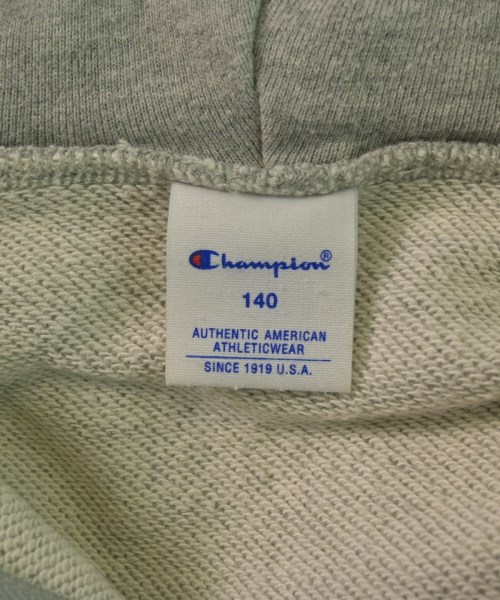 Champion®
140
AUTHENTIC AMERICAN
ATHLETICWEAR
SINCE 1919 U.S.A.